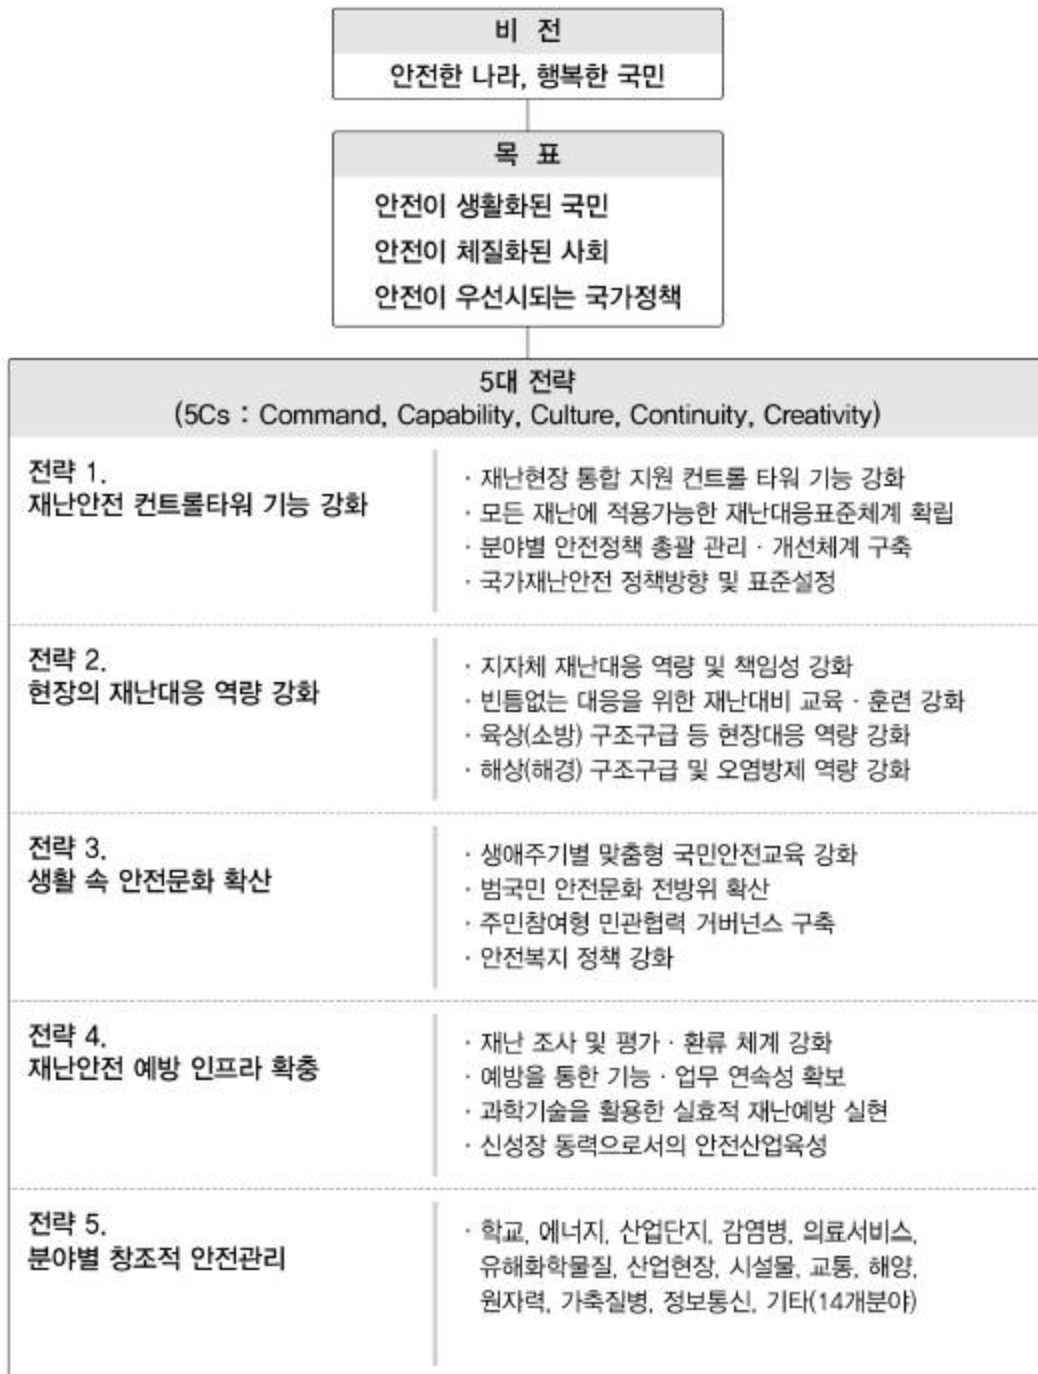 비 전
안전한 나라, 행복한 국민
목 표
안전이 생활화된 국민
안전이 체질화된 사회
안전이 우선시되는 국가정책
5대 전략
(5Cs : Command, Capability, Culture, Continuity, Creativity)
전략 1.
재난안전 컨트롤타워 기능 강화
· 재난현장 통합 지원 컨트롤 타워 기능 강화
· 모든 재난에 적용가능한 재난대응표준체계 확립
· 분야별 안전정책 총괄 관리 · 개선체계 구축
· 국가재난안전 정책방향 및 표준설정
전략 2.
현장의 재난대응 역량 강화
· 지자체 재난대응 역량 및 책임성 강화
· 빈틈없는 대응을 위한 재난대비 교육 · 훈련 강화
· 육상(소방) 구조구급 등 현장대응 역량 강화
· 해상(해경) 구조구급 및 오염방제 역량 강화
전략 3.
생활 속 안전문화 확산
· 생애주기별 맞춤형 국민안전교육 강화
· 범국민 안전문화 전방위 확산
· 주민참여형 민관협력 거버넌스 구축
· 안전복지 정책 강화
전략 4.
재난안전 예방 인프라 확충
· 재난 조사 및 평가 · 환류 체계 강화
· 예방을 통한 기능 · 업무 연속성 확보
· 과학기술을 활용한 실효적 재난예방 실현
· 신성장 동력으로서의 안전산업육성
전략 5.
분야별 창조적 안전관리
· 학교, 에너지, 산업단지, 감염병, 의료서비스,
유해화학물질, 산업현장, 시설물, 교통, 해양,
원자력, 가축질병, 정보통신, 기타(14개분야)